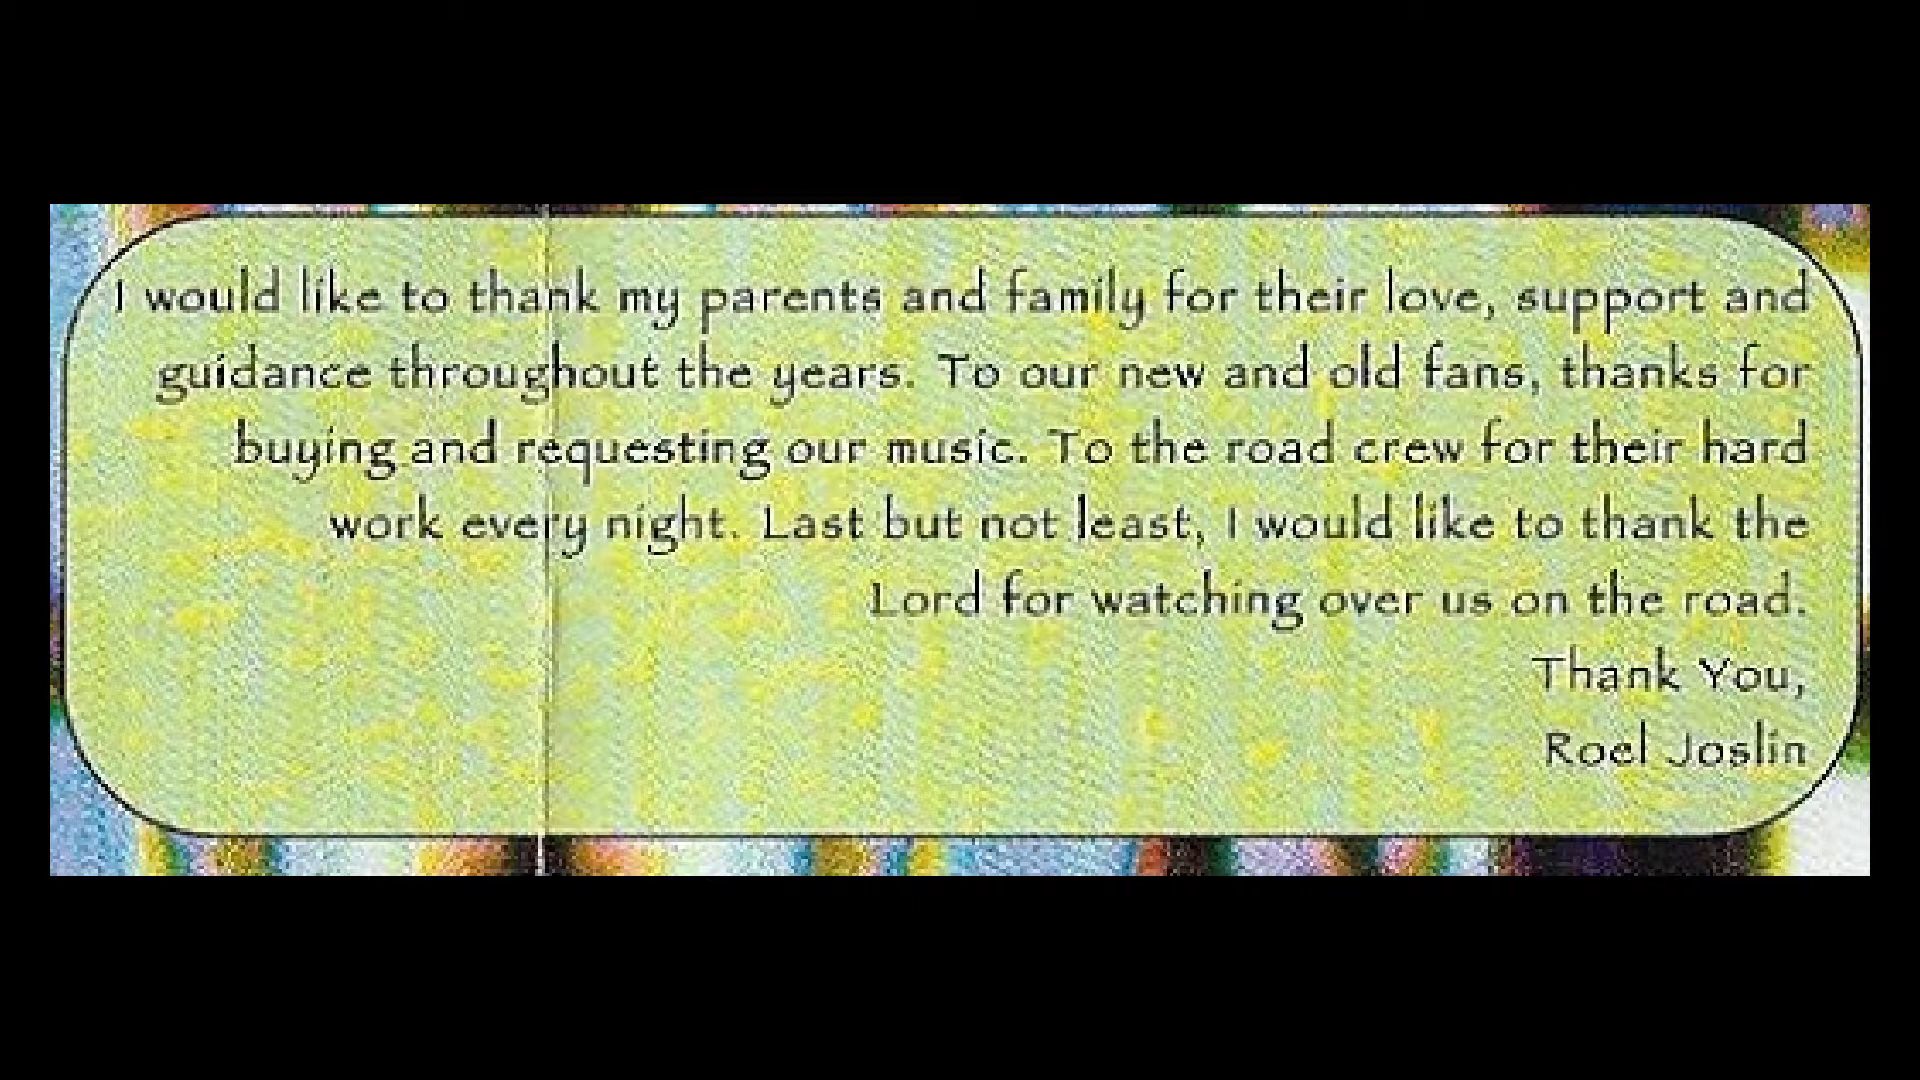 I would like to thank my parents and family for their love, support and
guidance throughout the years. To our new and old fans, thanks for
buying and requesting our music. To the road crew for their hard
work every night. Last but not least, I would like to thank the
Lord for watching over us on the road.
Thank You,
Roel Joslin